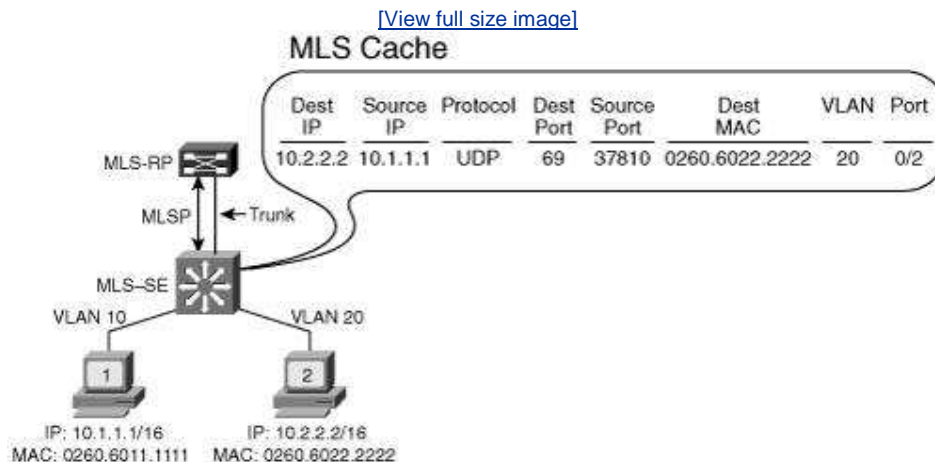 [View full size image]
MLS Cache
Dest IP Source IP Protocol Dest Port Source Port Dest MAC VLAN Port
10.2.2.2 10.1.1.1 UDP 69 37810 0260.6022.2222 20 0/2
MLS-RP
MLSP
Trunk
MLS–SE
VLAN 10
VLAN 20
1
2
IP: 10.1.1.1/16
MAC: 0260.6011.1111
IP: 10.2.2.2/16
MAC: 0260.6022.2222